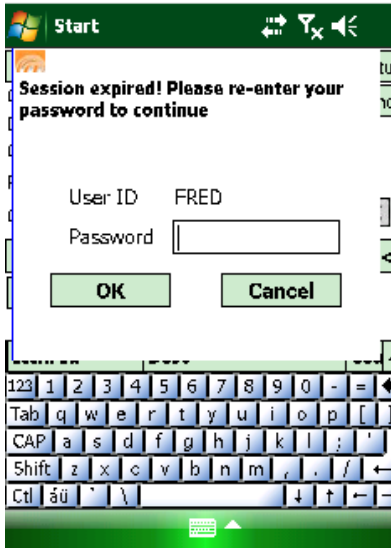 Start
Session expired! Please re-enter your
password to continue
User ID FRED
Password
OK Cancel
123 1 2 3 4 5 6 7 8 9 0 - =
Tab q w e r t y u i o p [ ]
CAP a s d f g h j k l ; '
Shift z x c v b n m , . / ←
Ctl áü ` \ ↓ ↑ ← →